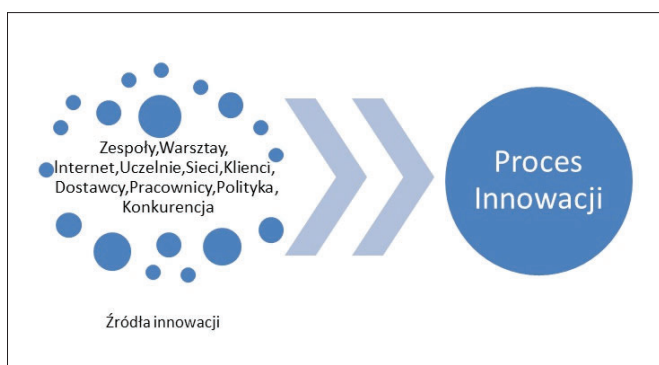 Zespoły,Warsztay,
Internet,Uczelnie,Sieci,Klienci,
Dostawcy,Pracownicy,Polityka,
Konkurencja
Proces
Innowacji
Źródła innowacji